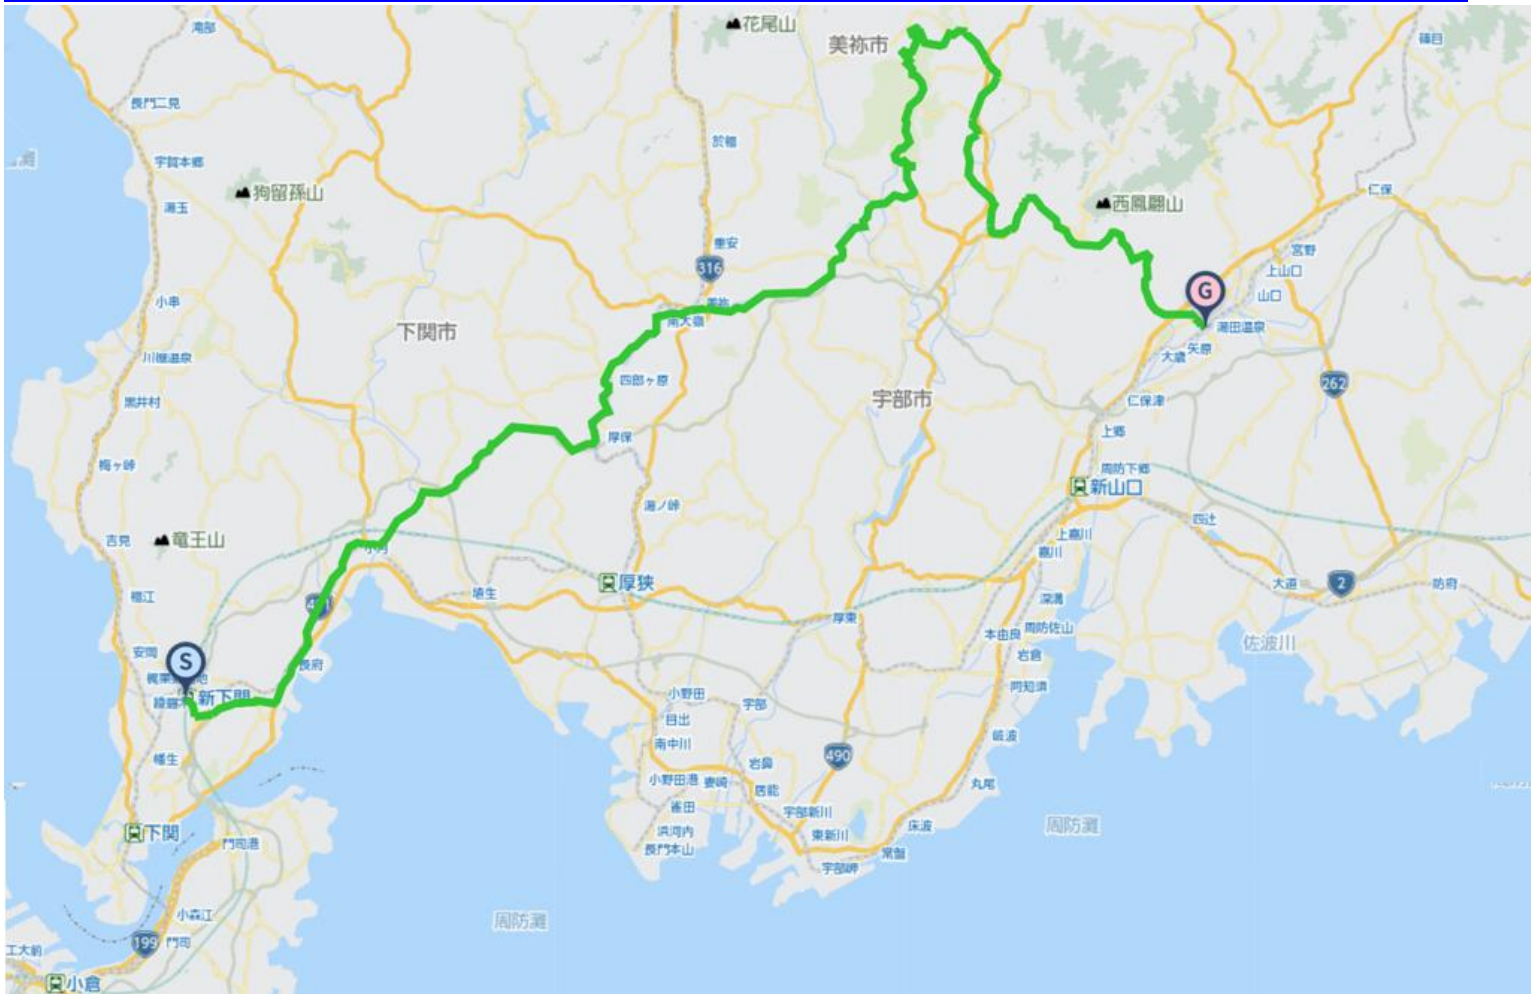 滝部
花尾山
美祢市
篠目
長門二見
於福
宇賀本郷
狗留孫山
仁保
湯玉
西鳳翩山
重安
宮野
316
上山口
G
山口
小串
美祢
南大嶺
湯田温泉
下関市
矢原
大歳
川棚温泉
四郎ヶ原
262
宇部市
黒井村
仁保津
上郷
厚保
梅ヶ峠
周防下郷
新山口
湯ノ峠
四辻
吉見
竜王山
上嘉川
小月
嘉川
厚狭
2
大道
防府
福江
埴生
深溝
厚東
周防佐山
本由良
佐波川
安岡
S
長府
岩倉
新下関
阿知須
小野田
宇部
目出
岐波
南中川
幡生
490
岩鼻
小野田港
妻崎
丸尾
居能
雀田
宇部新川
床波
周防灘
下関
浜河内
東新川
門司港
長門本山
常盤
宇部岬
小森江
周防灘
199
門司
工大前
小倉